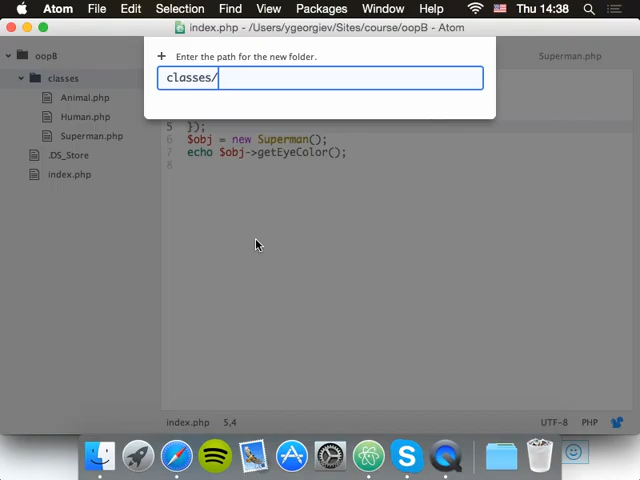 Atom File Edit Selection Find View Packages Window Help Thu 14:38
index.php - /Users/ygeorgiev/Sites/course/oopB - Atom
Enter the path for the new folder.
classes/
oopB
classes
Animal.php
Human.php
Superman.php
.DS_Store
index.php
Superman.php
5 });
6 $obj = new Superman();
7 echo $obj->getEyeColor();
8
index.php 5,4 UTF-8 PHP